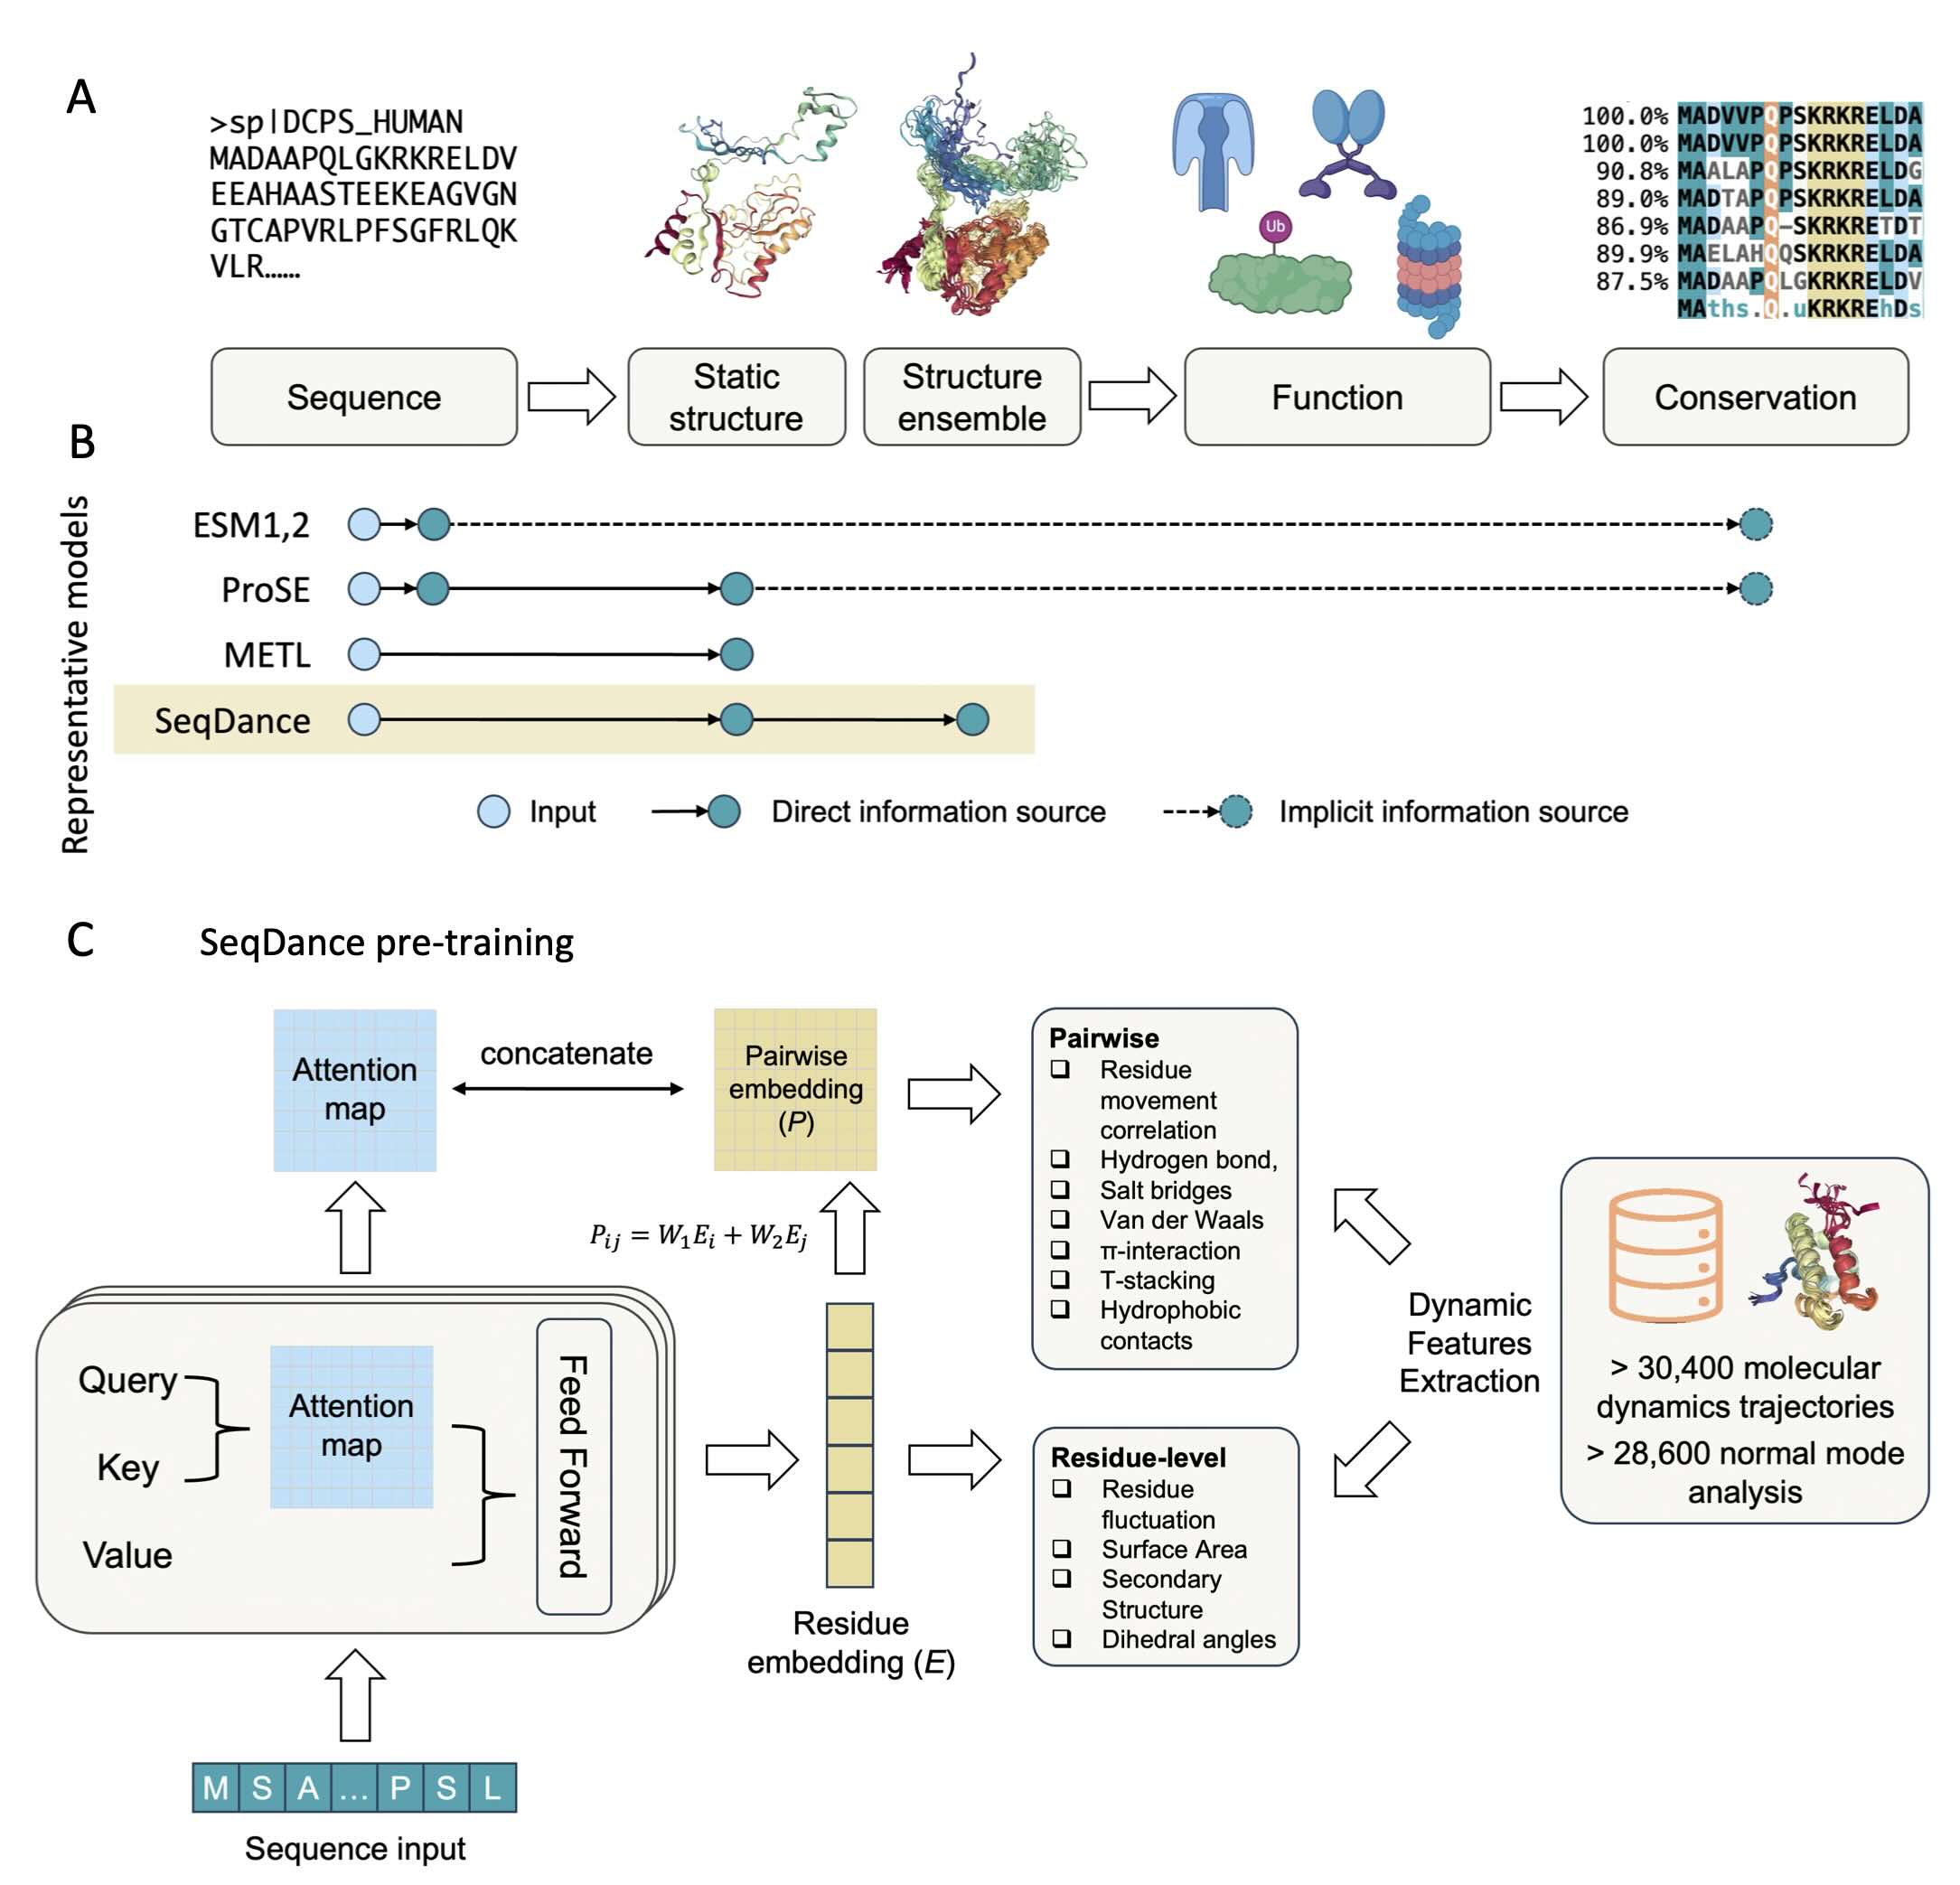 A
>sp|DCPS_HUMAN
MADAAPQLGKRKRELDV
EEAHAASTEEKEAGVGN
GTCAPVRLPFSGFRLQK
VLR......
Ub
100.0% MADVVPQPSKRKRELDA
100.0% MADVVPQPSKRKRELDA
90.8% MAALAPQPSKRKRELDG
89.0% MADTAPQPSKRKRELDA
86.9% MADAAPQ-SKRKRETDT
89.9% MAELAHQQSKRKRELDA
87.5% MADAAPQLGKRKRELDV
MAths.Q.uKRKREhDs
Sequence
Static
structure
Structure
ensemble
Function
Conservation
B
Representative models
ESM1,2
ProSE
METL
SeqDance
Input
Direct information source
Implicit information source
C
SeqDance pre-training
Attention
map
concatenate
Pairwise
embedding
(P)
P_ij = W_1E_i + W_2E_j
Query
Key
Value
Attention
map
Feed Forward
Residue
embedding (E)
M S A ... P S L
Sequence input
Pairwise
❑ Residue
movement
correlation
❑ Hydrogen bond,
❑ Salt bridges
❑ Van der Waals
❑ π-interaction
❑ T-stacking
❑ Hydrophobic
contacts
Residue-level
❑ Residue
fluctuation
❑ Surface Area
❑ Secondary
Structure
❑ Dihedral angles
Dynamic
Features
Extraction
> 30,400 molecular
dynamics trajectories
> 28,600 normal mode
analysis